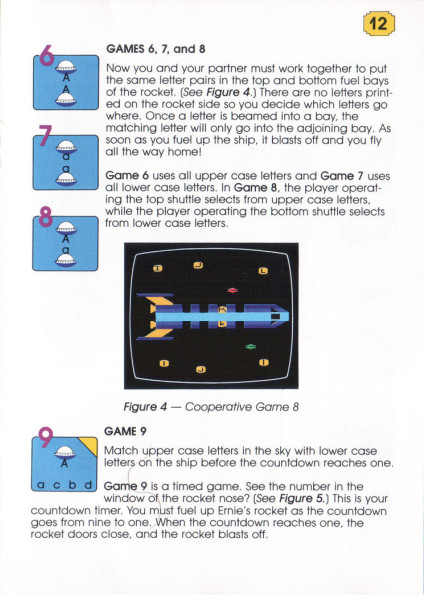 12
GAMES 6, 7, and 8
6
A
A
Now you and your partner must work together to put
the same letter pairs in the top and bottom fuel bays
of the rocket. (See Figure 4.) There are no letters print-
ed on the rocket side so you decide which letters go
where. Once a letter is beamed into a bay, the
matching letter will only go into the adjoining bay. As
soon as you fuel up the ship, it blasts off and you fly
all the way home!
7
a
a
Game 6 uses all upper case letters and Game 7 uses
all lower case letters. In Game 8, the player operat-
ing the top shuttle selects from upper case letters,
while the player operating the bottom shuttle selects
from lower case letters.
8
A
a
Figure 4 — Cooperative Game 8
9
A
a c b d
GAME 9
Match upper case letters in the sky with lower case
letters on the ship before the countdown reaches one.
Game 9 is a timed game. See the number in the
window of the rocket nose? (See Figure 5.) This is your
countdown timer. You must fuel up Ernie's rocket as the countdown
goes from nine to one. When the countdown reaches one, the
rocket doors close, and the rocket blasts off.